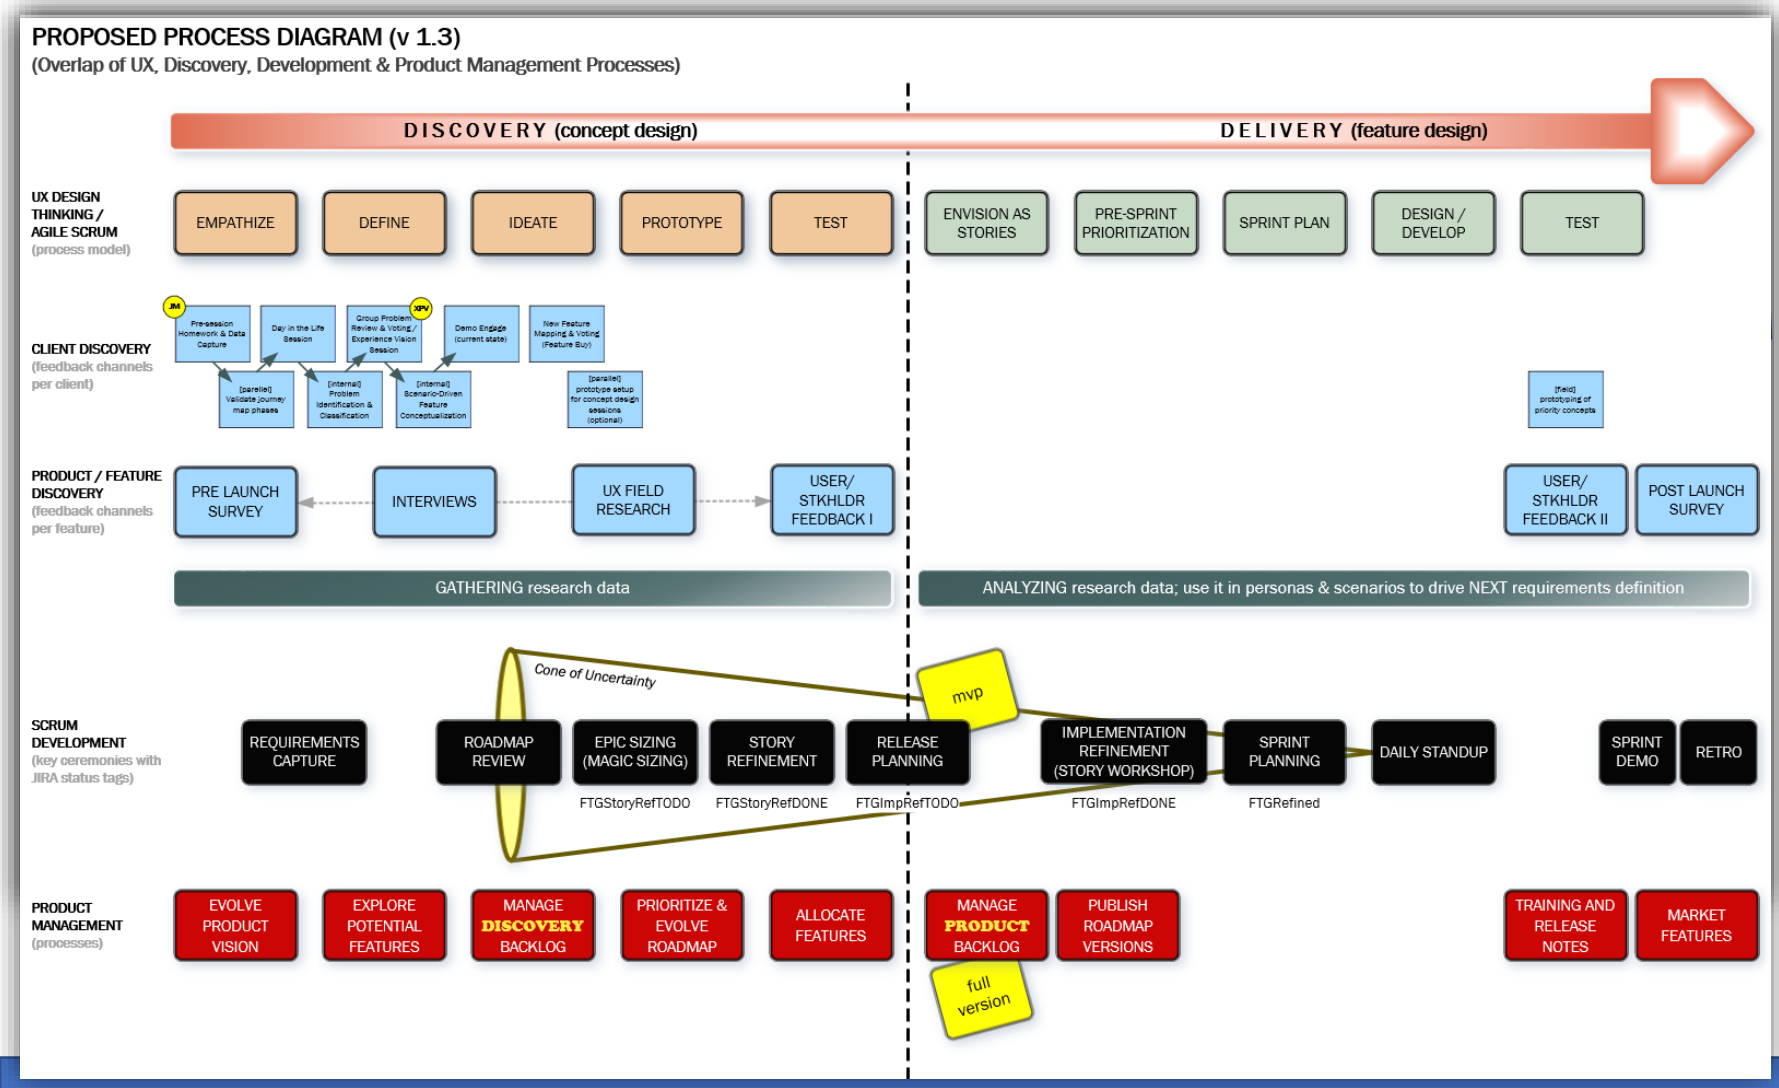 PROPOSED PROCESS DIAGRAM (v 1.3)
(Overlap of UX, Discovery, Development & Product Management Processes)
DISCOVERY (concept design)
DELIVERY (feature design)
UX DESIGN
THINKING /
AGILE SCRUM
(process model)
EMPATHIZE
DEFINE
IDEATE
PROTOTYPE
TEST
ENVISION AS
STORIES
PRE-SPRINT
PRIORITIZATION
SPRINT PLAN
DESIGN /
DEVELOP
TEST
CLIENT DISCOVERY
(feedback channels
per client)
JM
Pre-session
Homework & Data
Capture
Day in the Life
Session
Group Problem
Review & Voting /
Experience Vision
Session
XPV
Demo Engage
(current state)
New Feature
Mapping & Voting
(Feature Buy)
[parellel]
Validate journey
map phases
[internal]
Problem
Identification &
Classification
[internal]
Scenario-Driven
Feature
Conceptualization
[parallel]
prototype setup
for concept design
sessions
(optional)
[field]
prototyping of
priority concepts
PRODUCT / FEATURE
DISCOVERY
(feedback channels
per feature)
PRE LAUNCH
SURVEY
INTERVIEWS
UX FIELD
RESEARCH
USER/
STKHLDR
FEEDBACK I
USER/
STKHLDR
FEEDBACK II
POST LAUNCH
SURVEY
GATHERING research data
ANALYZING research data; use it in personas & scenarios to drive NEXT requirements definition
Cone of Uncertainty
mvp
SCRUM
DEVELOPMENT
(key ceremonies with
JIRA status tags)
REQUIREMENTS
CAPTURE
ROADMAP
REVIEW
EPIC SIZING
(MAGIC SIZING)
STORY
REFINEMENT
RELEASE
PLANNING
IMPLEMENTATION
REFINEMENT
(STORY WORKSHOP)
SPRINT
PLANNING
DAILY STANDUP
SPRINT
DEMO
RETRO
FTGStoryRefTODO
FTGStoryRefDONE
FTGImpRefTODO
FTGImpRefDONE
FTGRefined
PRODUCT
MANAGEMENT
(processes)
EVOLVE
PRODUCT
VISION
EXPLORE
POTENTIAL
FEATURES
MANAGE
DISCOVERY
BACKLOG
PRIORITIZE &
EVOLVE
ROADMAP
ALLOCATE
FEATURES
MANAGE
PRODUCT
BACKLOG
PUBLISH
ROADMAP
VERSIONS
TRAINING AND
RELEASE
NOTES
MARKET
FEATURES
full
version